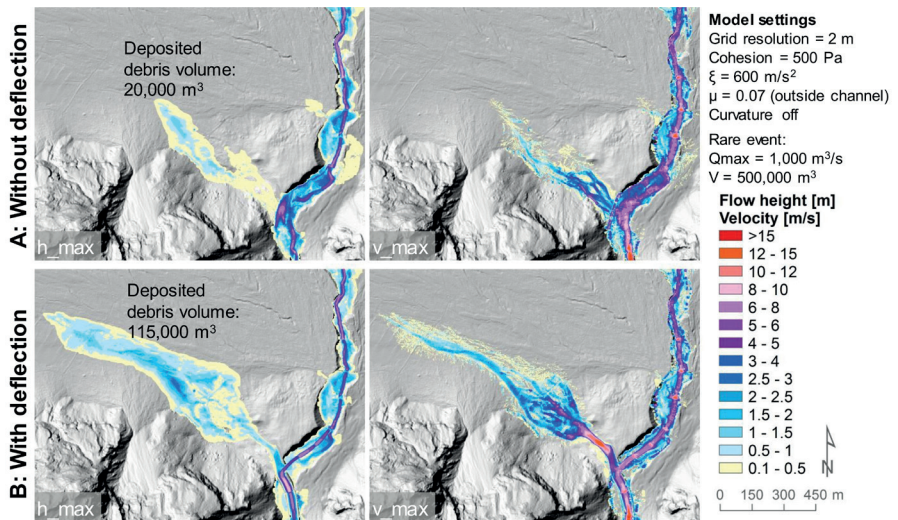 A: Without deflection
Deposited
debris volume:
20,000 m³
h_max
v_max
B: With deflection
Deposited
debris volume:
115,000 m³
h_max
v_max
Model settings
Grid resolution = 2 m
Cohesion = 500 Pa
ξ = 600 m/s²
μ = 0.07 (outside channel)
Curvature off
Rare event:
Qmax = 1,000 m³/s
V = 500,000 m³
Flow height [m]
Velocity [m/s]
>15
12 - 15
10 - 12
8 - 10
6 - 8
5 - 6
4 - 5
3 - 4
2.5 - 3
2 - 2.5
1.5 - 2
1 - 1.5
0.5 - 1
0.1 - 0.5
N
0 150 300 450 m